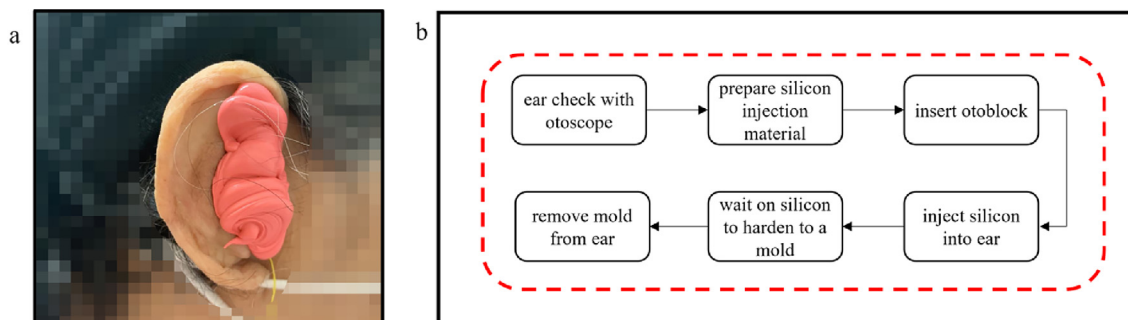 a
b
ear check with
otoscope
prepare silicon
injection
material
insert otoblock
inject silicon
into ear
wait on silicon
to harden to a
mold
remove mold
from ear